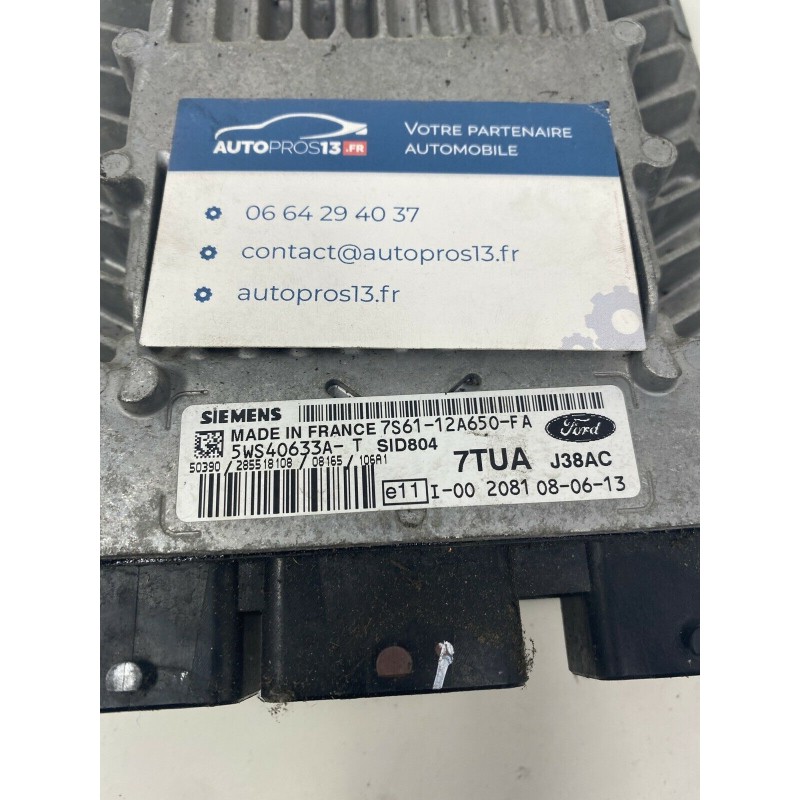 AUTOPROS13.FR
VOTRE PARTENAIRE
AUTOMOBILE
06 64 29 40 37
contact@autopros13.fr
autopros13.fr
SIEMENS
MADE IN FRANCE 7S61-12A650-FA
5WS40633A-T SID804
50390 / 285518108 / 08165 / 106A1
Ford
7TUA J38AC
e11 I-00 2081 08-06-13